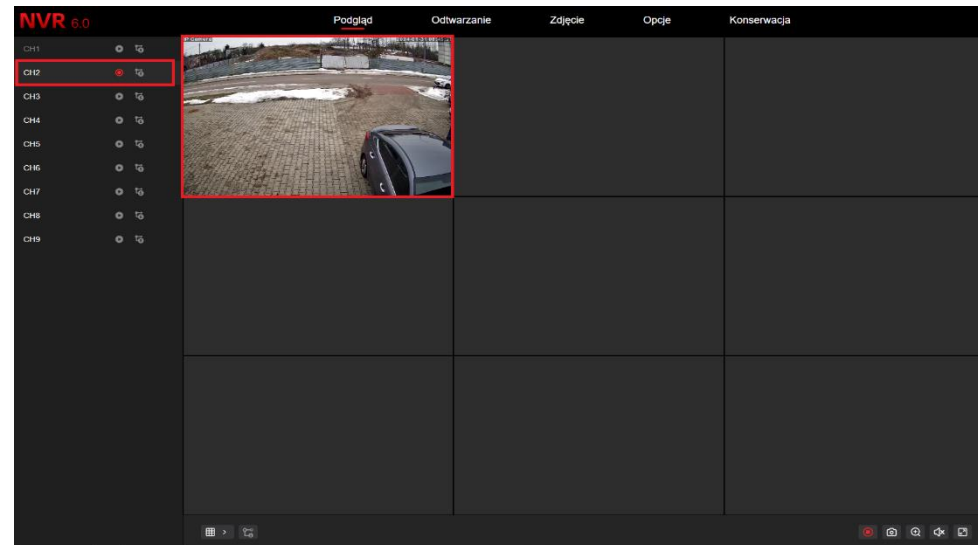 NVR 6.0
Podgląd Odtwarzanie Zdjęcie Opcje Konserwacja
CH1
CH2
CH3
CH4
CH5
CH6
CH7
CH8
CH9